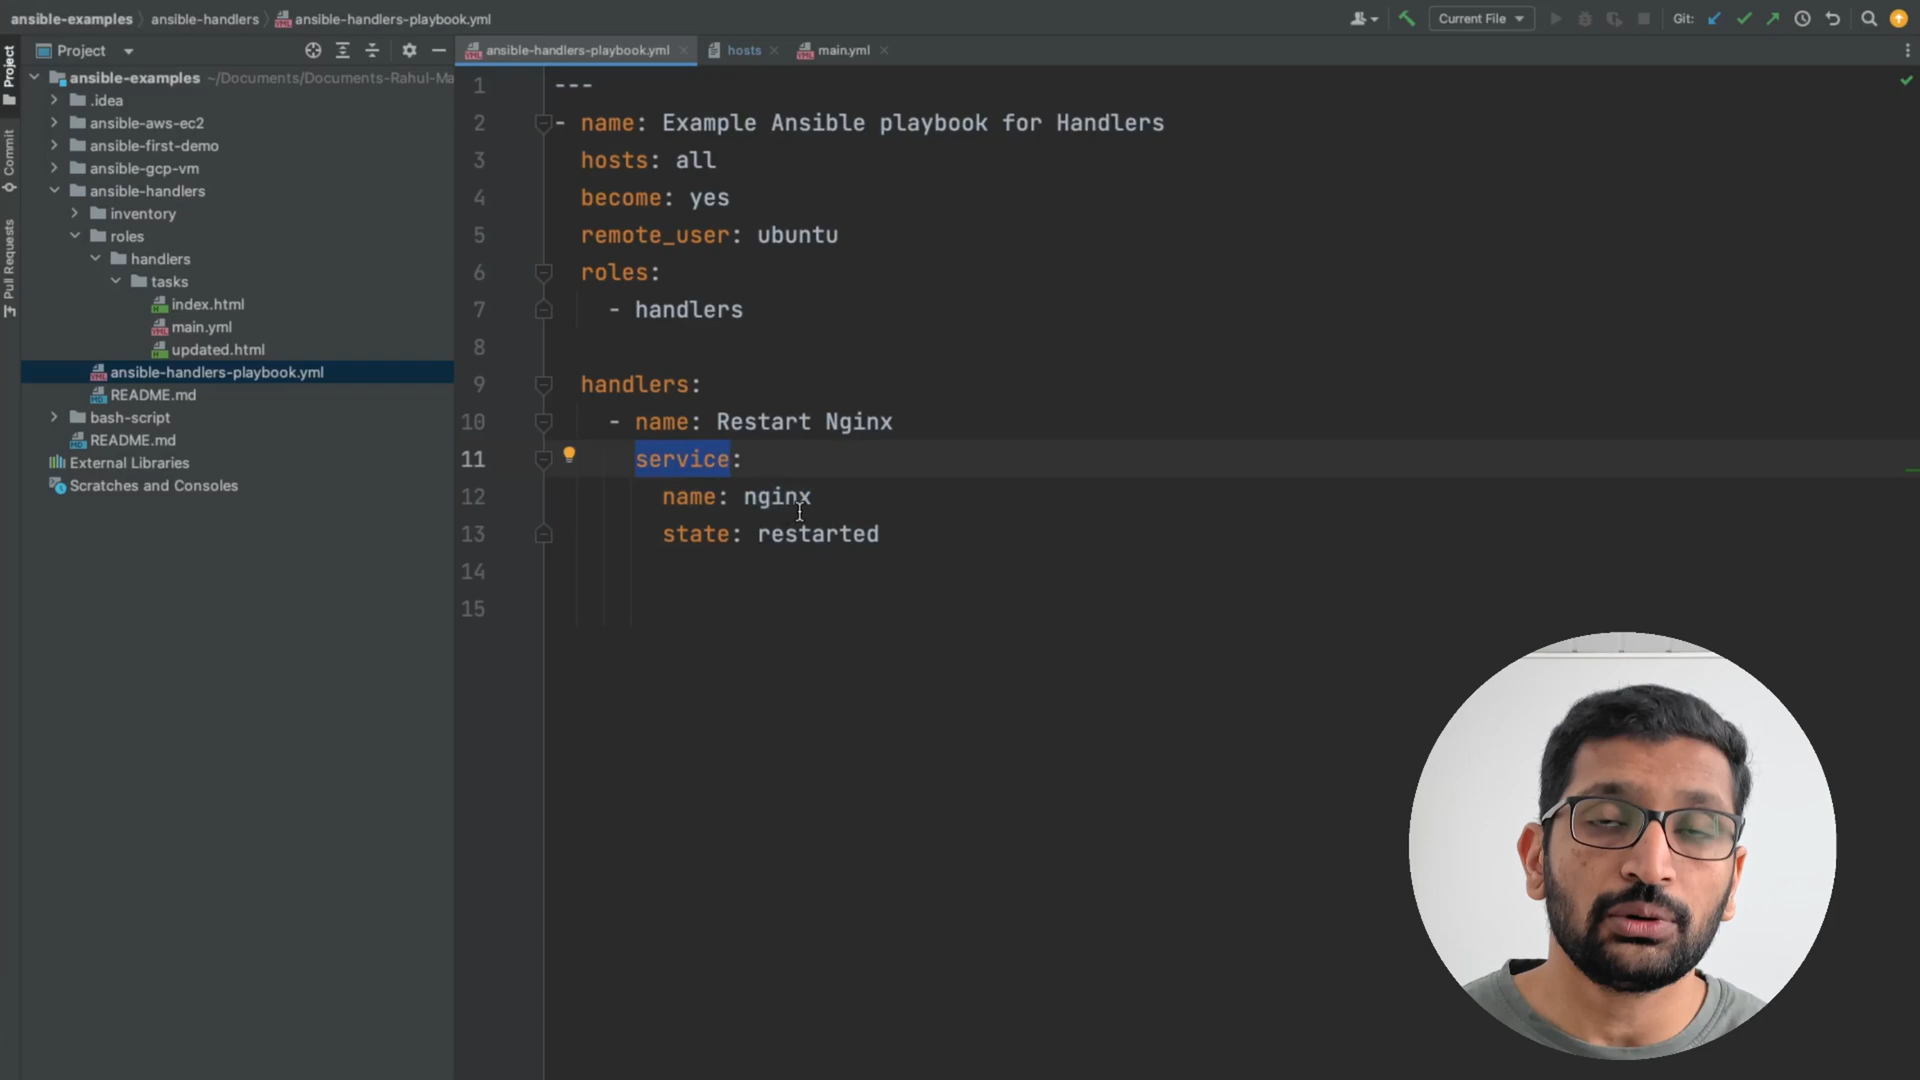 ansible-examples
ansible-handlers
ansible-handlers-playbook.yml
Current File
Git:
Project
ansible-handlers-playbook.yml
hosts
main.yml
Project
Commit
Pull Requests
ansible-examples ~/Documents/Documents-Rahul-Ma
.idea
ansible-aws-ec2
ansible-first-demo
ansible-gcp-vm
ansible-handlers
inventory
roles
handlers
tasks
index.html
main.yml
updated.html
ansible-handlers-playbook.yml
README.md
bash-script
README.md
External Libraries
Scratches and Consoles
1 ---
2 - name: Example Ansible playbook for Handlers
3 hosts: all
4 become: yes
5 remote_user: ubuntu
6 roles:
7 - handlers
8
9 handlers:
10 - name: Restart Nginx
11 service:
12 name: nginx
13 state: restarted
14
15